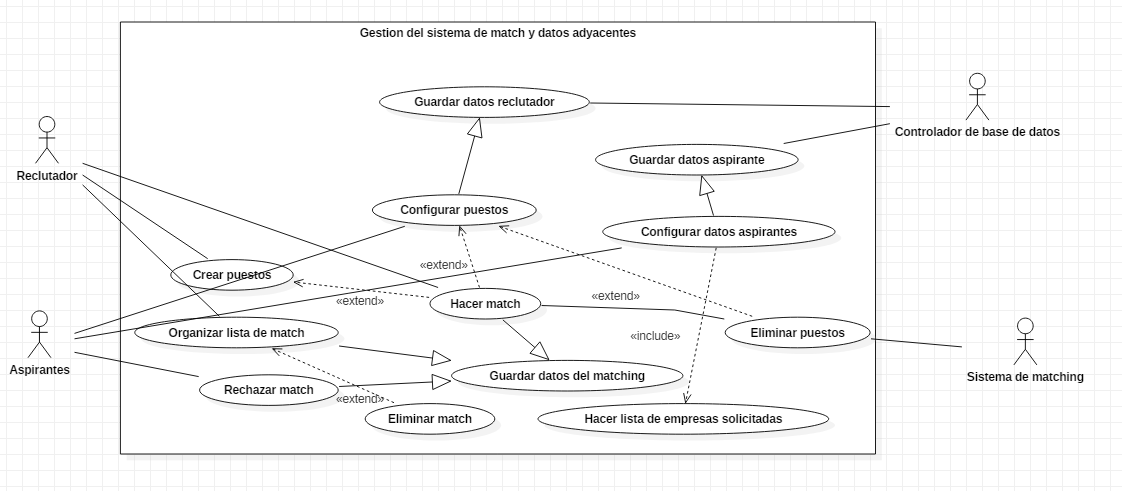 Gestion del sistema de match y datos adyacentes
Guardar datos reclutador
Controlador de base de datos
Guardar datos aspirante
Reclutador
Configurar puestos
Configurar datos aspirantes
«extend»
Crear puestos
«extend»
Hacer match
«extend»
Organizar lista de match
Eliminar puestos
«include»
Aspirantes
Guardar datos del matching
Sistema de matching
Rechazar match
«extend»
Eliminar match
Hacer lista de empresas solicitadas